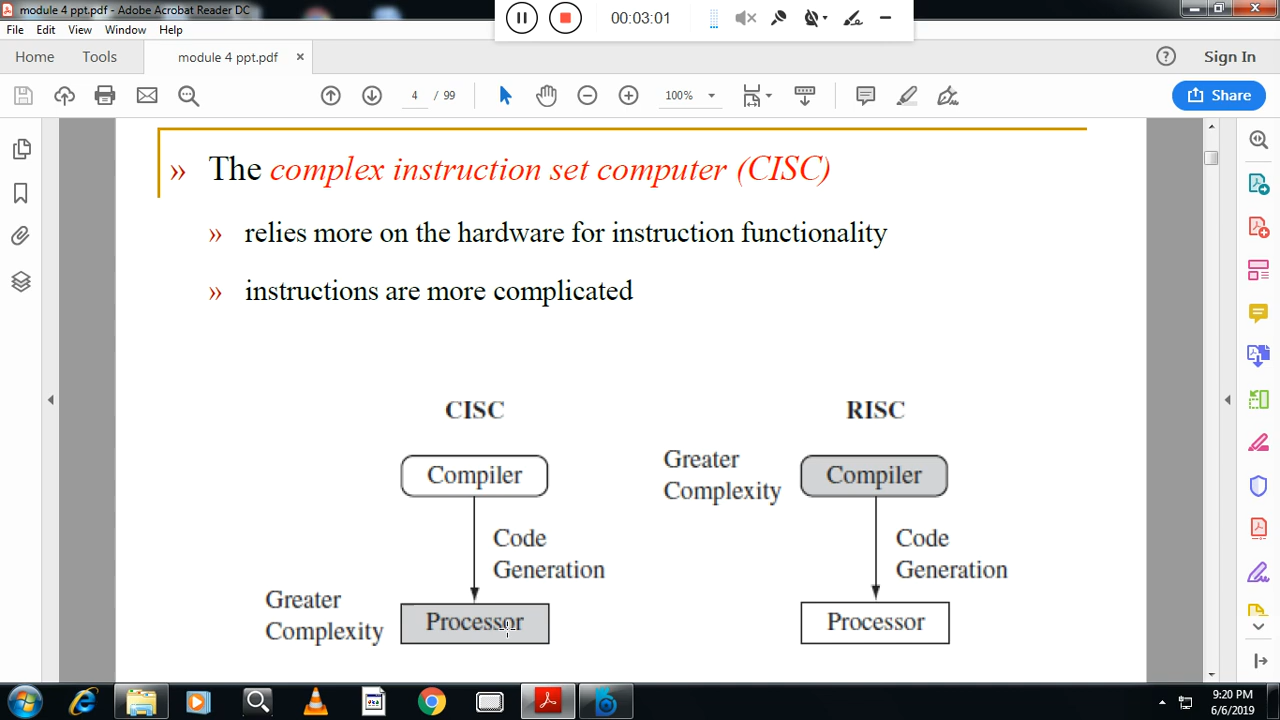 module 4 ppt.pdf - Adobe Acrobat Reader DC
00:03:01
File Edit View Window Help
Home Tools module 4 ppt.pdf × Sign In
4 / 99 100% Share
» The complex instruction set computer (CISC)
» relies more on the hardware for instruction functionality
» instructions are more complicated
CISC RISC
Greater
Complexity
Compiler Compiler
Code
Generation
Code
Generation
Greater
Complexity
Processor Processor
9:20 PM
6/6/2019